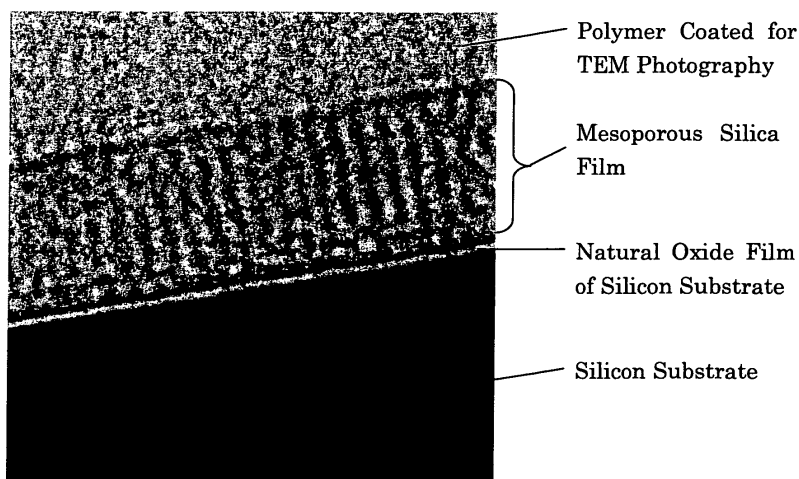 Polymer Coated for
TEM Photography
Mesoporous Silica
Film
Natural Oxide Film
of Silicon Substrate
Silicon Substrate